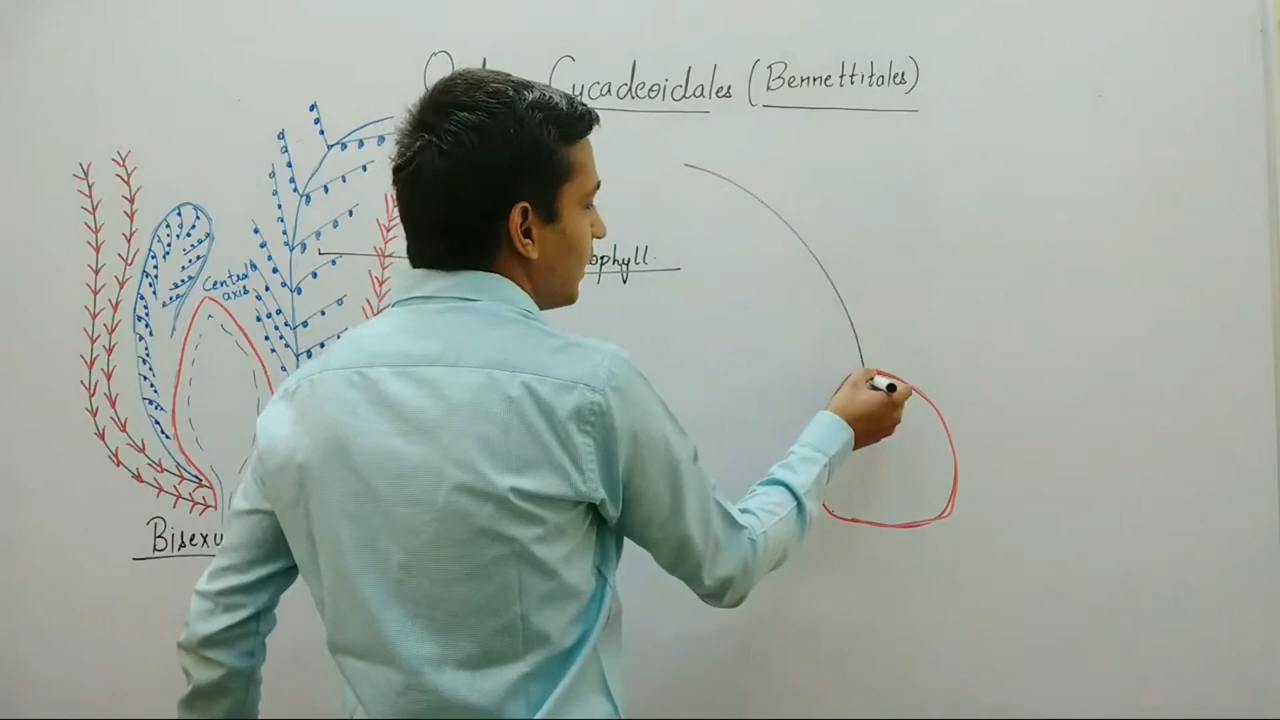 Cycadeoidales (Bennettitales)
ophyll.
Central
axis
Bisexu